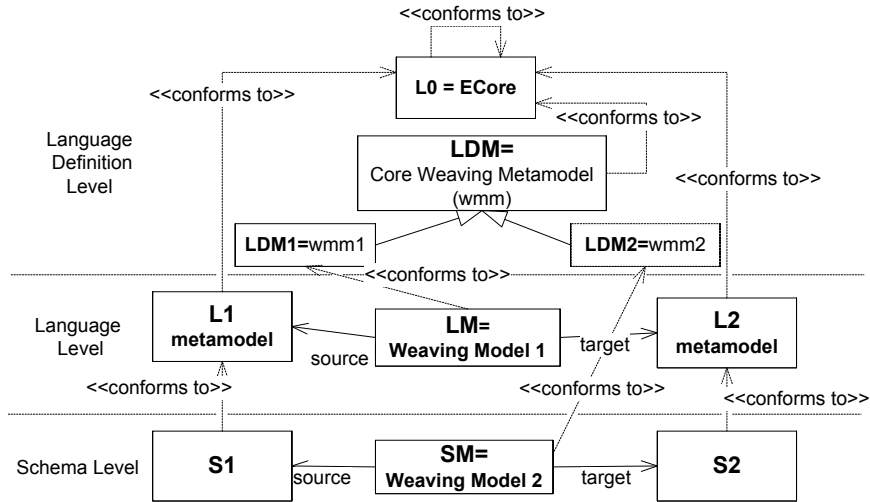 <<conforms to>>
L0 = ECore
<<conforms to>>
<<conforms to>>
Language
Definition
Level
LDM=
Core Weaving Metamodel
(wmm)
<<conforms to>>
LDM1=wmm1
LDM2=wmm2
<<conforms to>>
Language
Level
L1
metamodel
LM=
Weaving Model 1
L2
metamodel
source
target
<<conforms to>>
<<conforms to>>
<<conforms to>>
Schema Level
S1
SM=
Weaving Model 2
S2
source
target